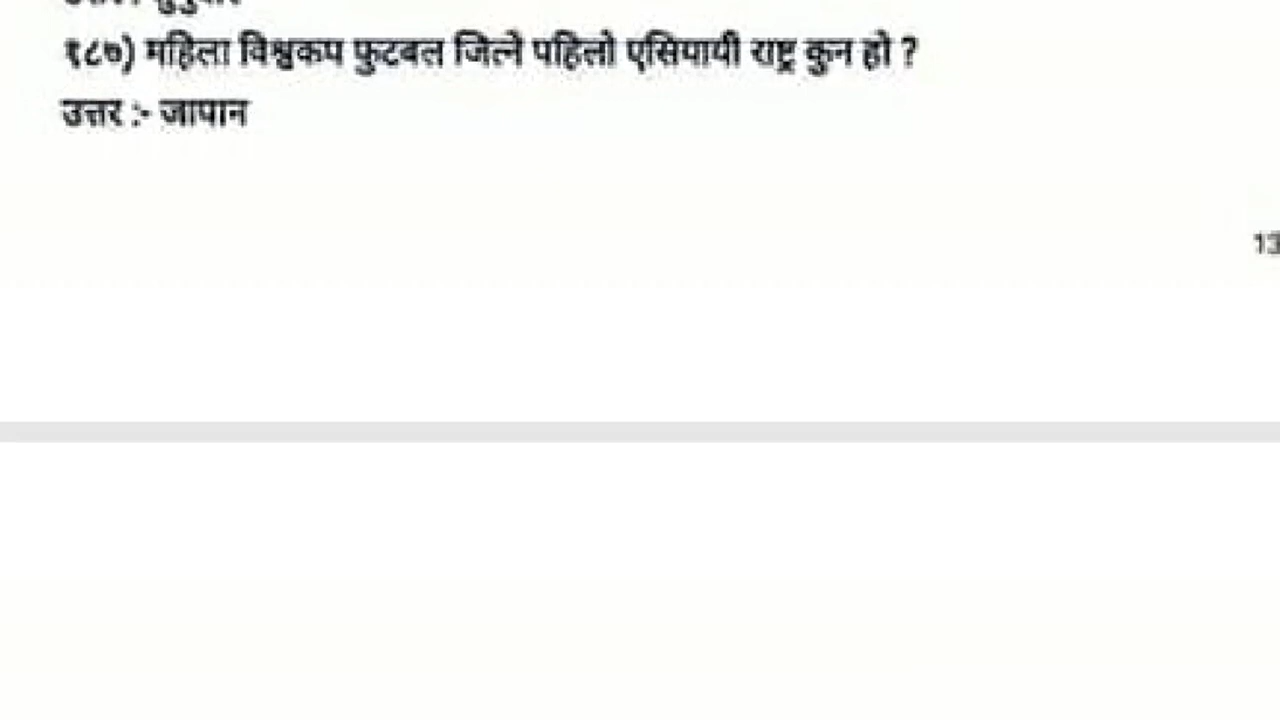 १८७) महिला विश्वकप फुटबल जित्ने पहिलो एसियायी राष्ट्र कुन हो ?
उत्तर :- जापान
13